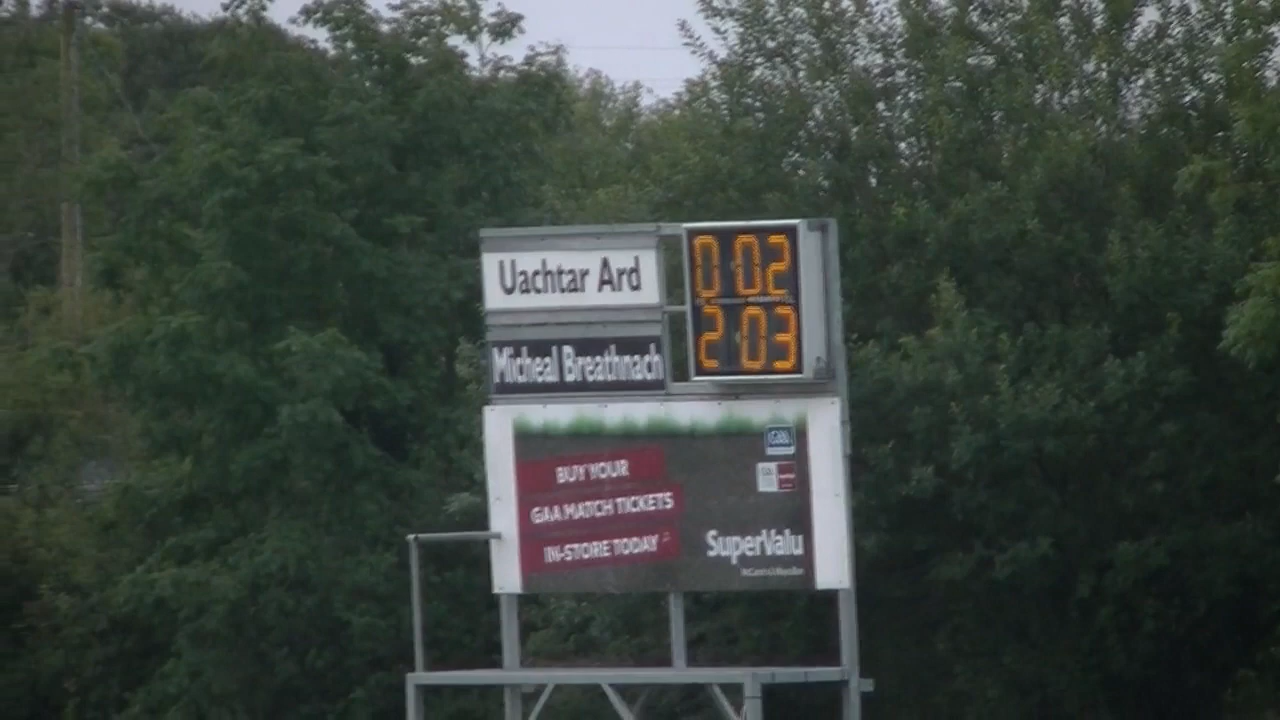 Uachtar Ard 0 02
Micheal Breathnach 2 03
BUY YOUR
GAA MATCH TICKETS
IN-STORE TODAY
SuperValu